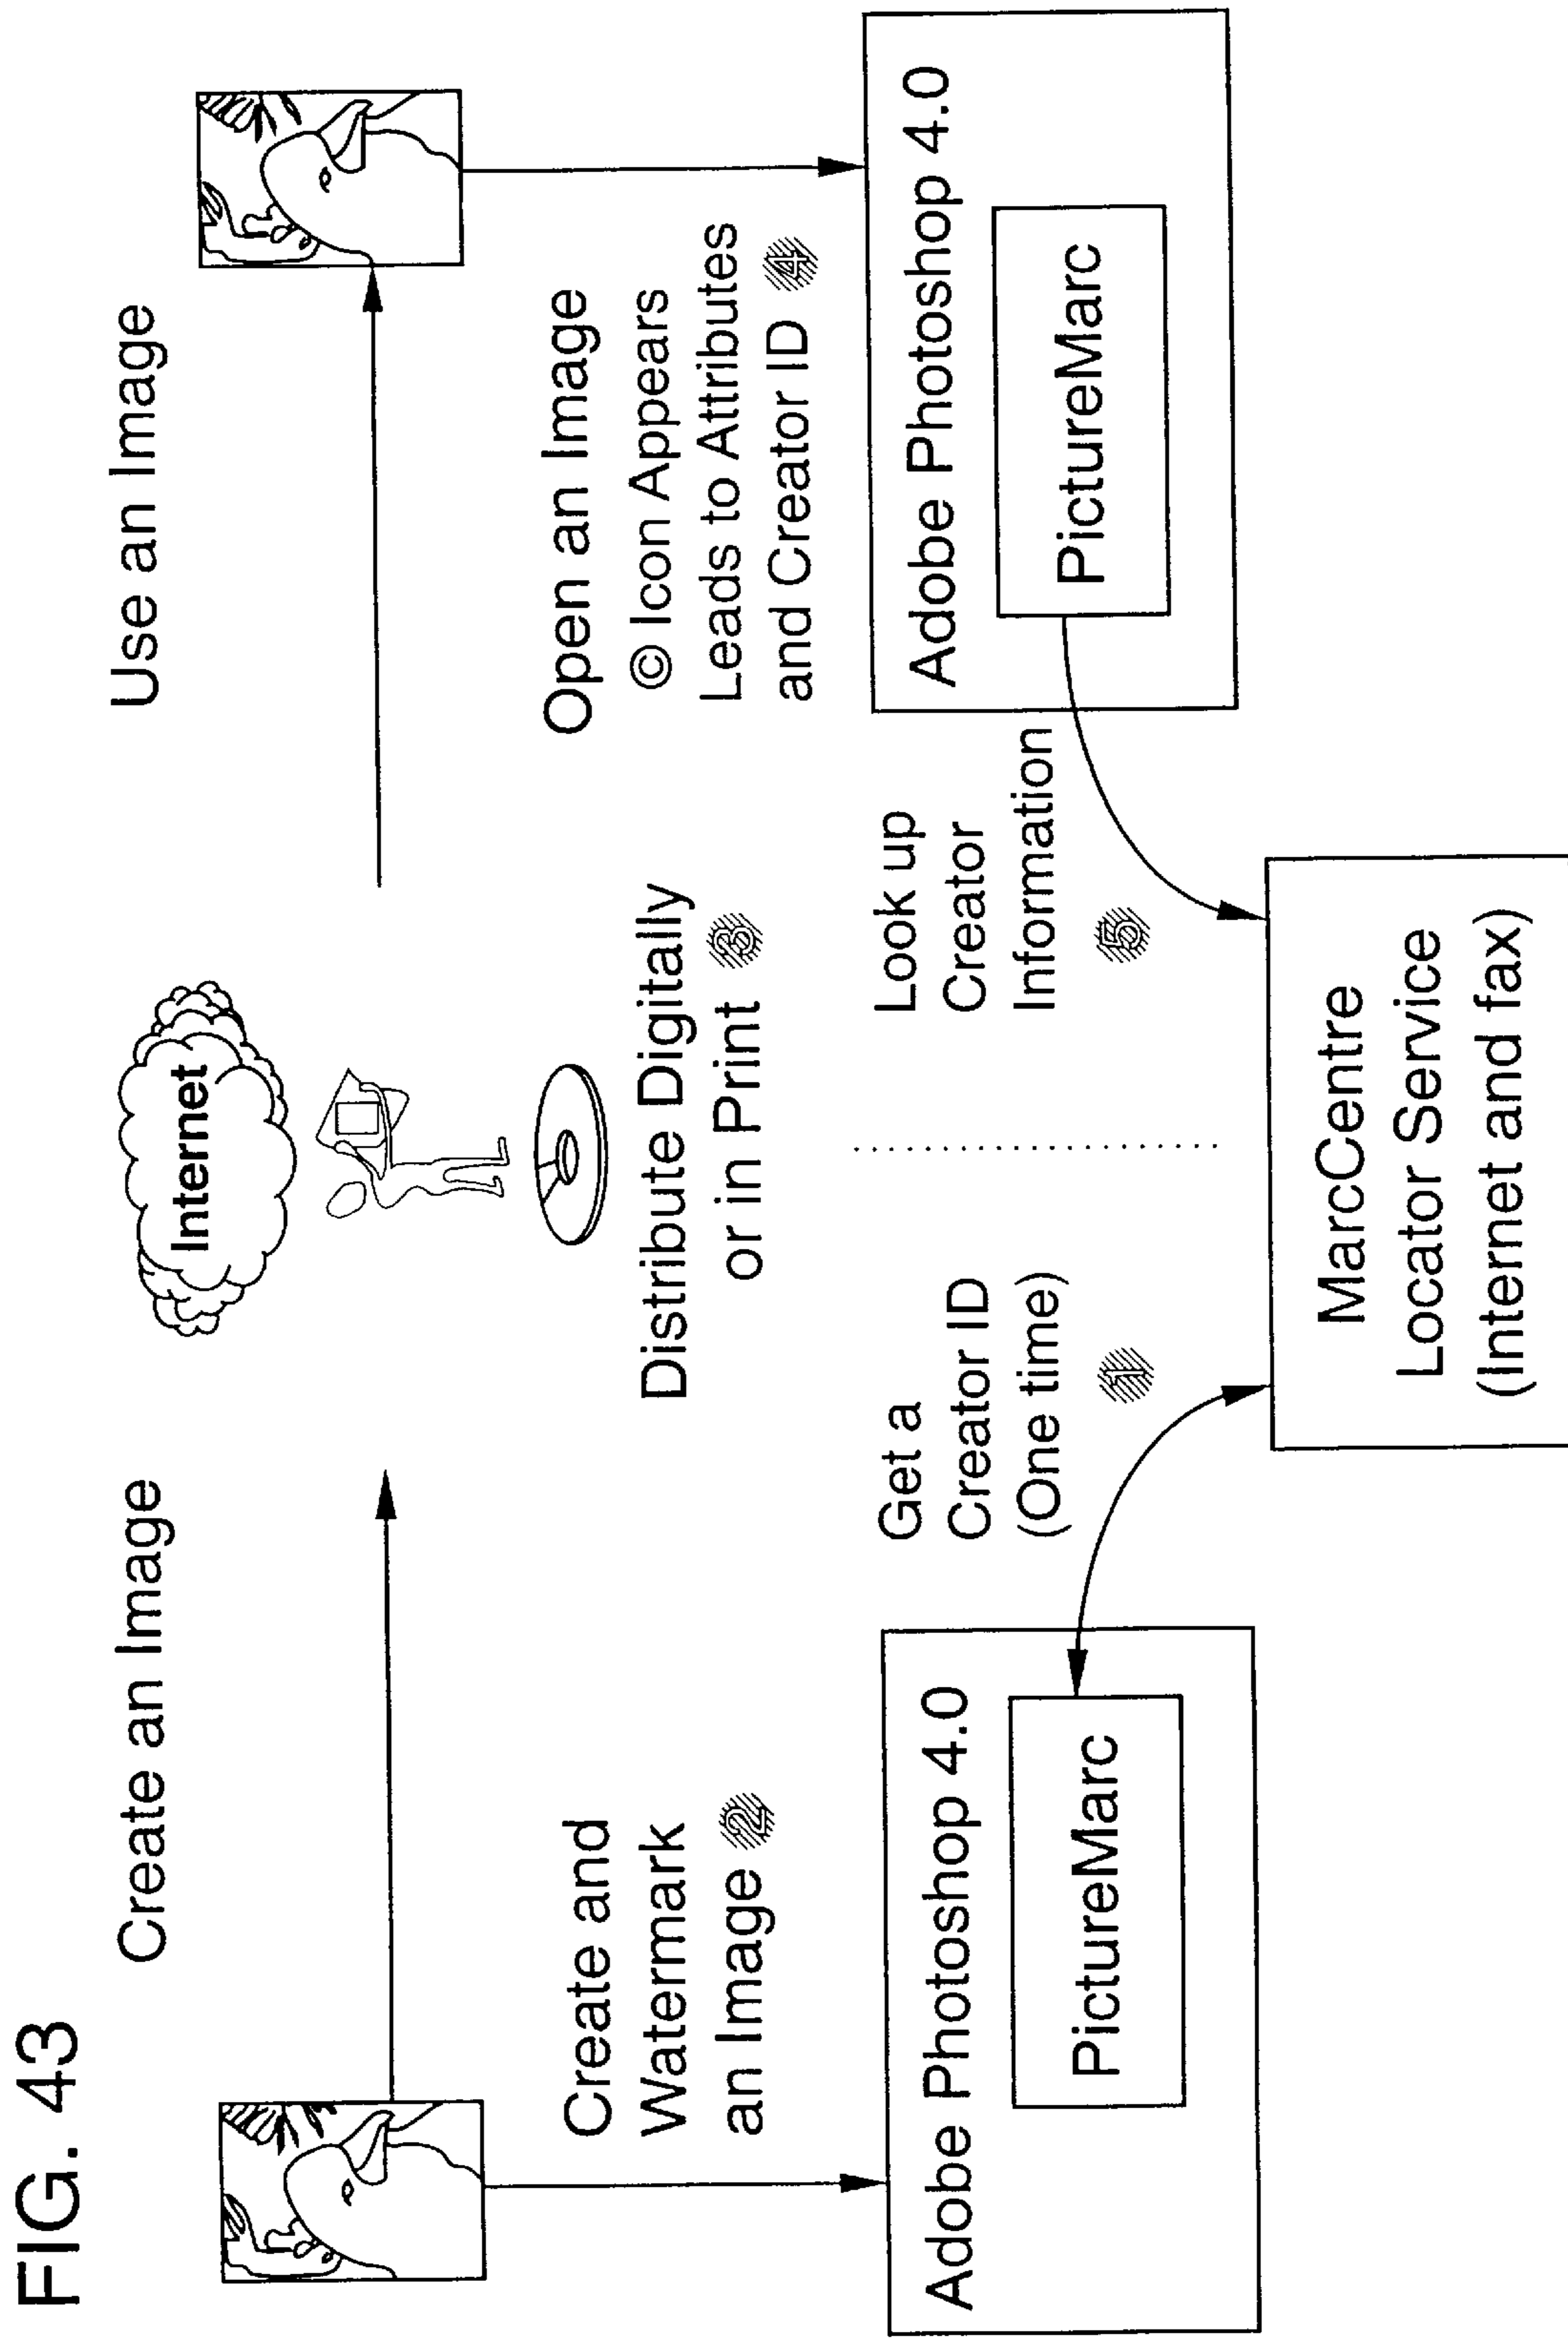 FIG. 43
Create an Image
Use an Image
Internet
Create and
Watermark
an Image 2
Distribute Digitally
or in Print 3
Open an Image
© Icon Appears
Leads to Attributes
and Creator ID 4
Adobe Photoshop 4.0
PictureMarc
Get a
Creator ID
(One time)
1
Look up
Creator
Information
5
Adobe Photoshop 4.0
PictureMarc
MarcCentre
Locator Service
(Internet and fax)